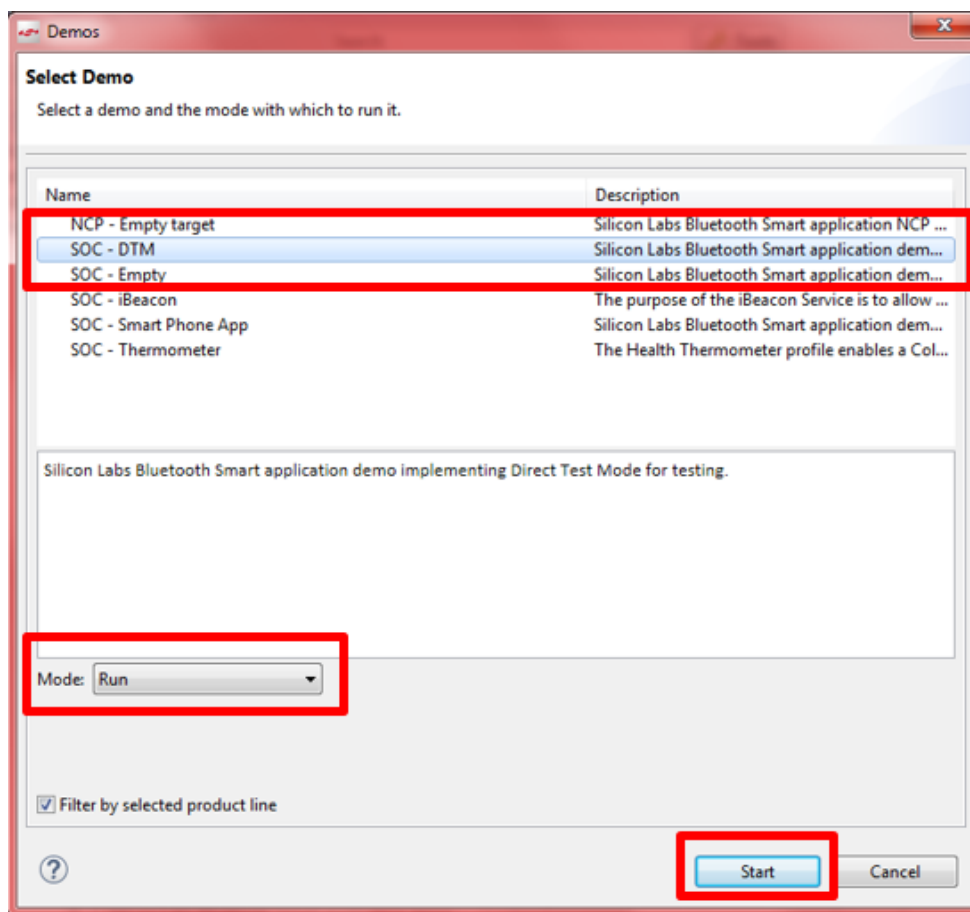 Demos
Select Demo
Select a demo and the mode with which to run it.
Name Description
NCP - Empty target Silicon Labs Bluetooth Smart application NCP ...
SOC - DTM Silicon Labs Bluetooth Smart application dem...
SOC - Empty Silicon Labs Bluetooth Smart application dem...
SOC - iBeacon The purpose of the iBeacon Service is to allow ...
SOC - Smart Phone App Silicon Labs Bluetooth Smart application dem...
SOC - Thermometer The Health Thermometer profile enables a Col...
Silicon Labs Bluetooth Smart application demo implementing Direct Test Mode for testing.
Mode: Run
Filter by selected product line
Start Cancel